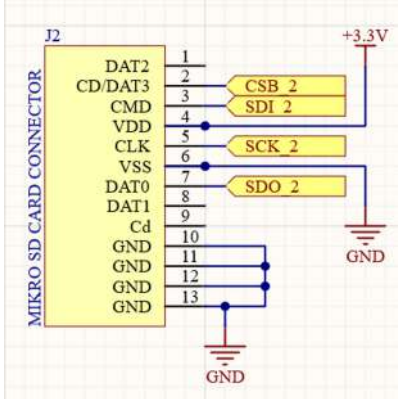 J2
+3.3V
MIKRO SD CARD CONNECTOR
DAT2 1
CD/DAT3 2 CSB_2
CMD 3 SDI_2
VDD 4
CLK 5 SCK_2
VSS 6
DAT0 7 SDO_2
DAT1 8
Cd 9
GND 10
GND 11
GND 12
GND 13
GND
GND